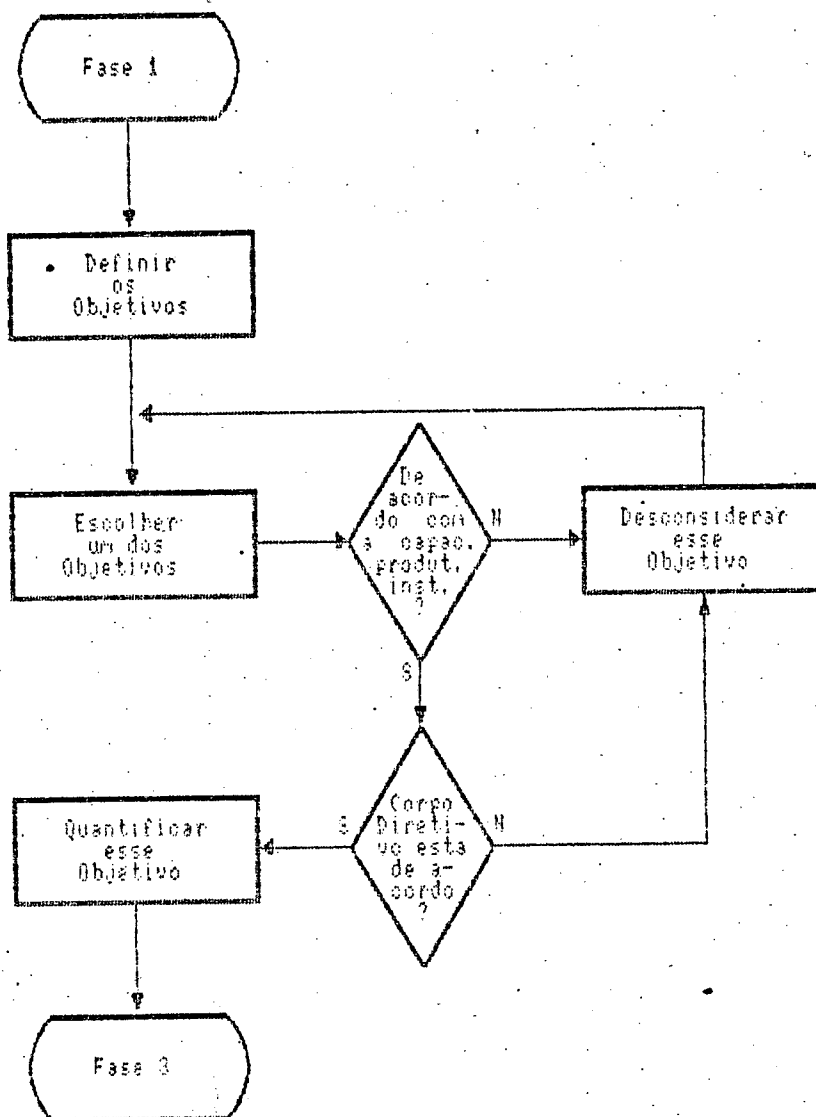 Fase 1
Definir
os
Objetivos
Escolher
um dos
Objetivos
De
acor-
do com
a capac.
produt.
inst.
?
N
Desconsiderar
esse
Objetivo
S
Corpo
Direti-
vo esta
de a-
cordo
?
S
N
Quantificar
esse
Objetivo
Fase 3